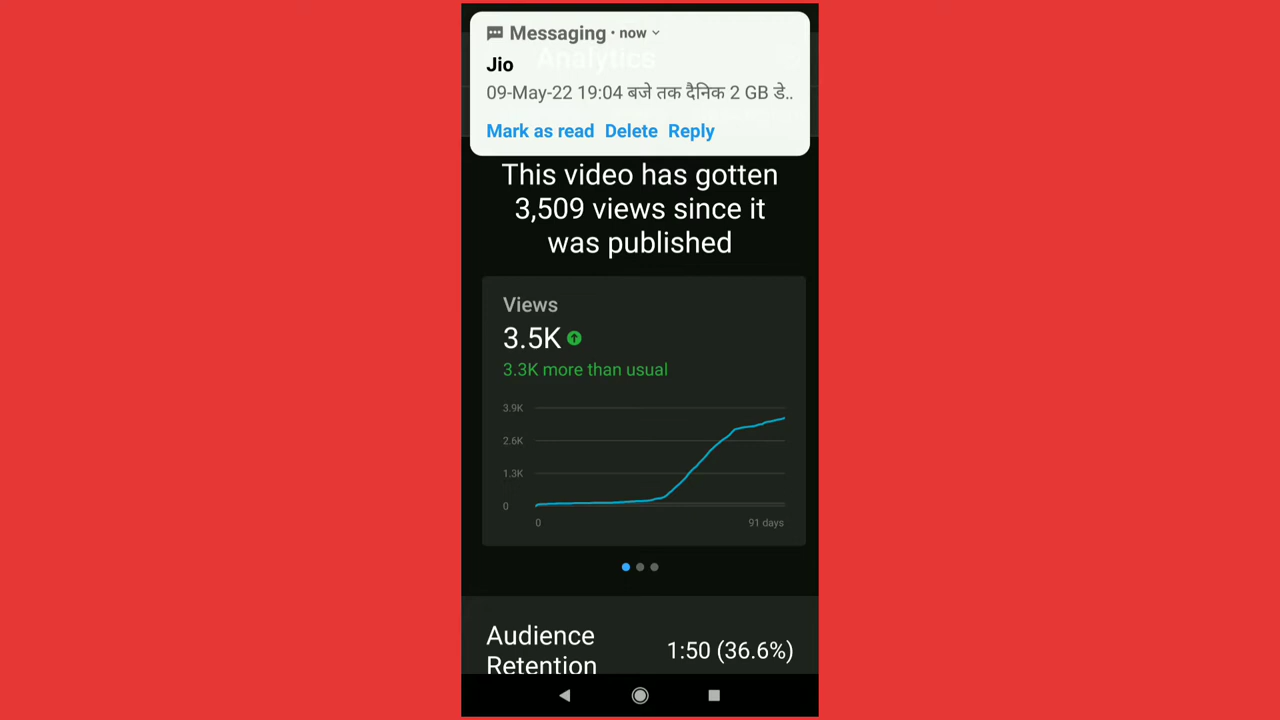 Messaging • now
Analytics
Jio
09-May-22 19:04 बजे तक दैनिक 2 GB डे..
Mark as read Delete Reply
This video has gotten
3,509 views since it
was published
Views
3.5K
3.3K more than usual
3.9K
2.6K
1.3K
0
0 91 days
Audience
Retention
1:50 (36.6%)